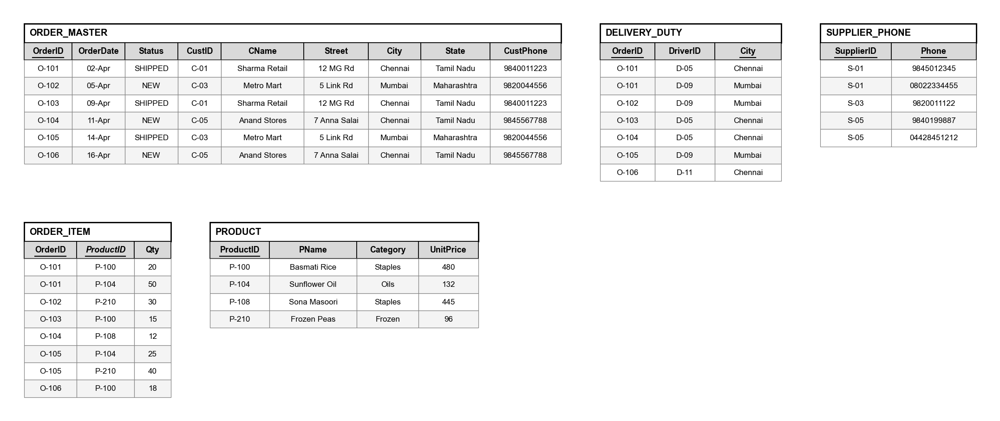 ORDER_MASTER
OrderID OrderDate Status CustID CName Street City State CustPhone
O-101 02-Apr SHIPPED C-01 Sharma Retail 12 MG Rd Chennai Tamil Nadu 9840011223
O-102 05-Apr NEW C-03 Metro Mart 5 Link Rd Mumbai Maharashtra 9820044556
O-103 09-Apr SHIPPED C-01 Sharma Retail 12 MG Rd Chennai Tamil Nadu 9840011223
O-104 11-Apr NEW C-05 Anand Stores 7 Anna Salai Chennai Tamil Nadu 9845567788
O-105 14-Apr SHIPPED C-03 Metro Mart 5 Link Rd Mumbai Maharashtra 9820044556
O-106 16-Apr NEW C-05 Anand Stores 7 Anna Salai Chennai Tamil Nadu 9845567788
DELIVERY_DUTY
OrderID DriverID City
O-101 D-05 Chennai
O-101 D-09 Mumbai
O-102 D-09 Mumbai
O-103 D-05 Chennai
O-104 D-05 Chennai
O-105 D-09 Mumbai
O-106 D-11 Chennai
SUPPLIER_PHONE
SupplierID Phone
S-01 9845012345
S-01 08022334455
S-03 9820011122
S-05 9840199887
S-05 04428451212
ORDER_ITEM
OrderID ProductID Qty
O-101 P-100 20
O-101 P-104 50
O-102 P-210 30
O-103 P-100 15
O-104 P-108 12
O-105 P-104 25
O-105 P-210 40
O-106 P-100 18
PRODUCT
ProductID PName Category UnitPrice
P-100 Basmati Rice Staples 480
P-104 Sunflower Oil Oils 132
P-108 Sona Masoori Staples 445
P-210 Frozen Peas Frozen 96